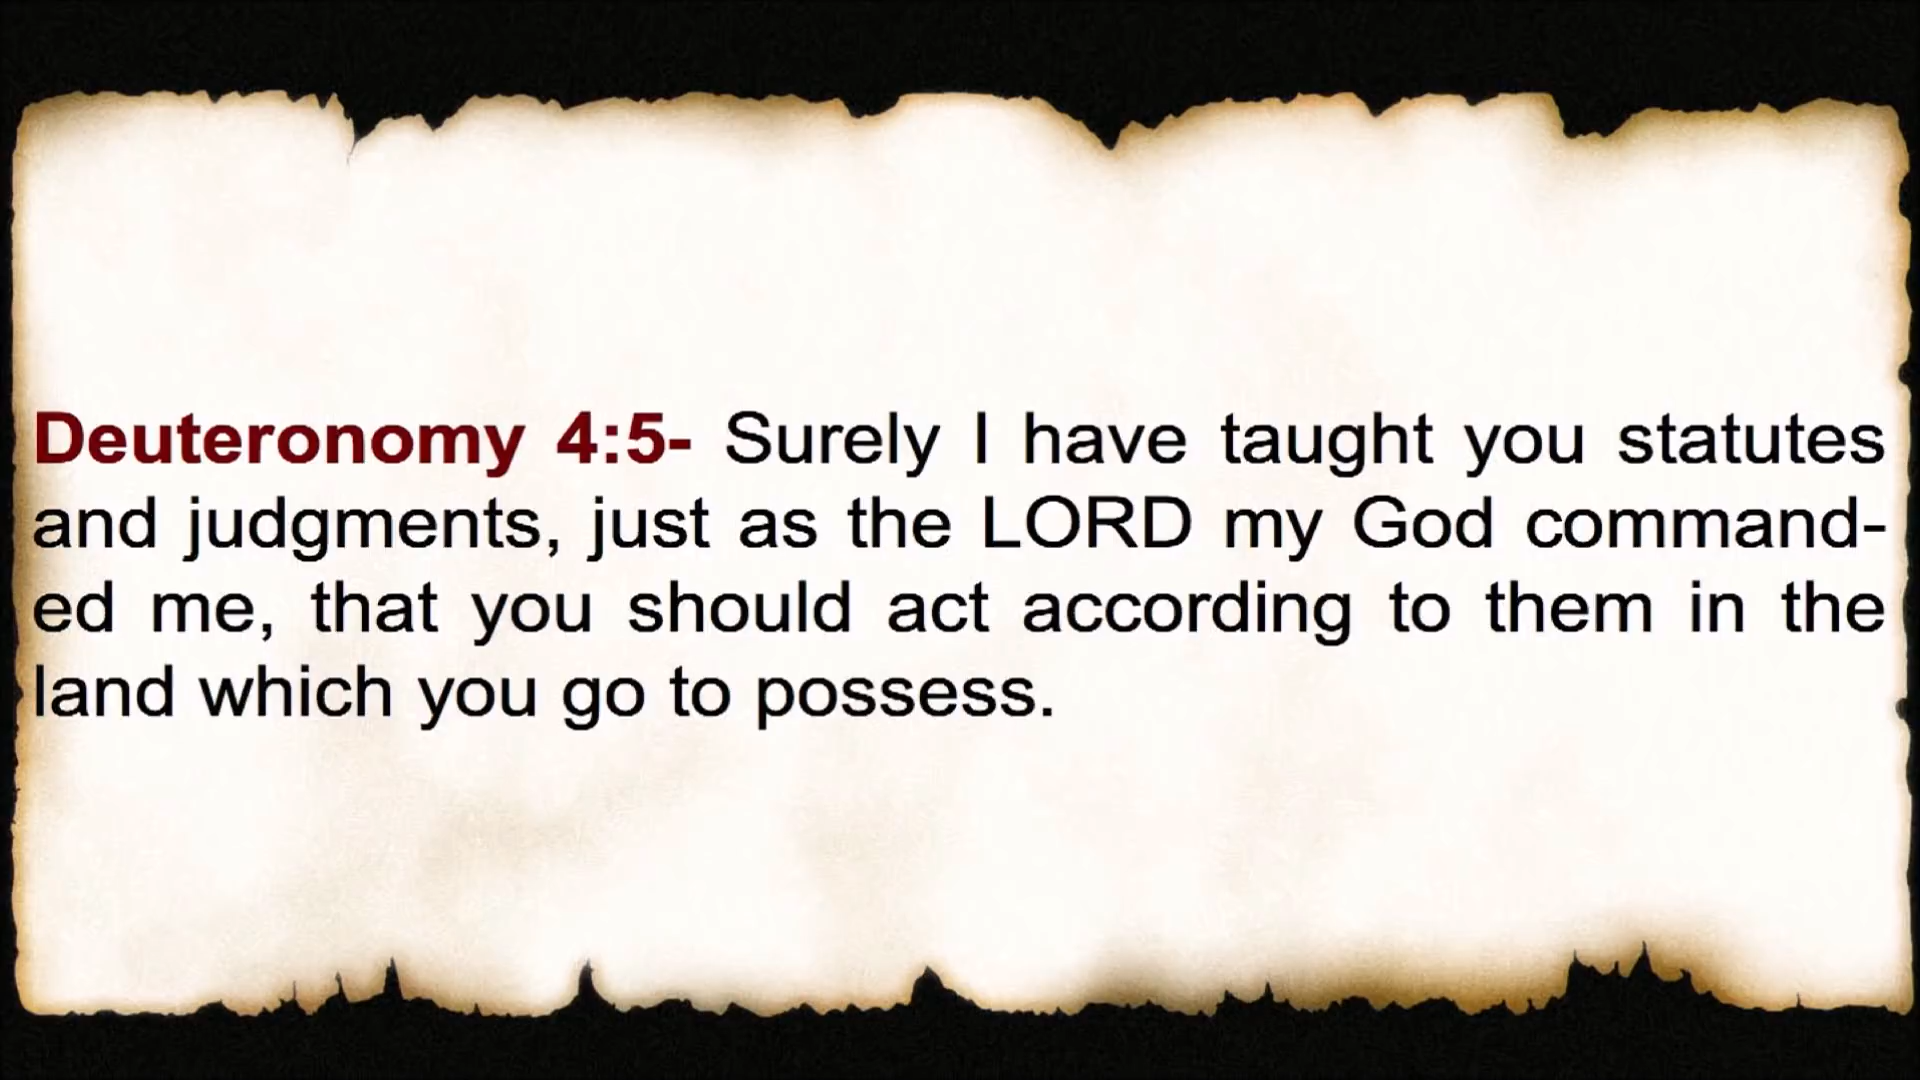 Deuteronomy 4:5- Surely I have taught you statutes
and judgments, just as the LORD my God command-
ed me, that you should act according to them in the
land which you go to possess.